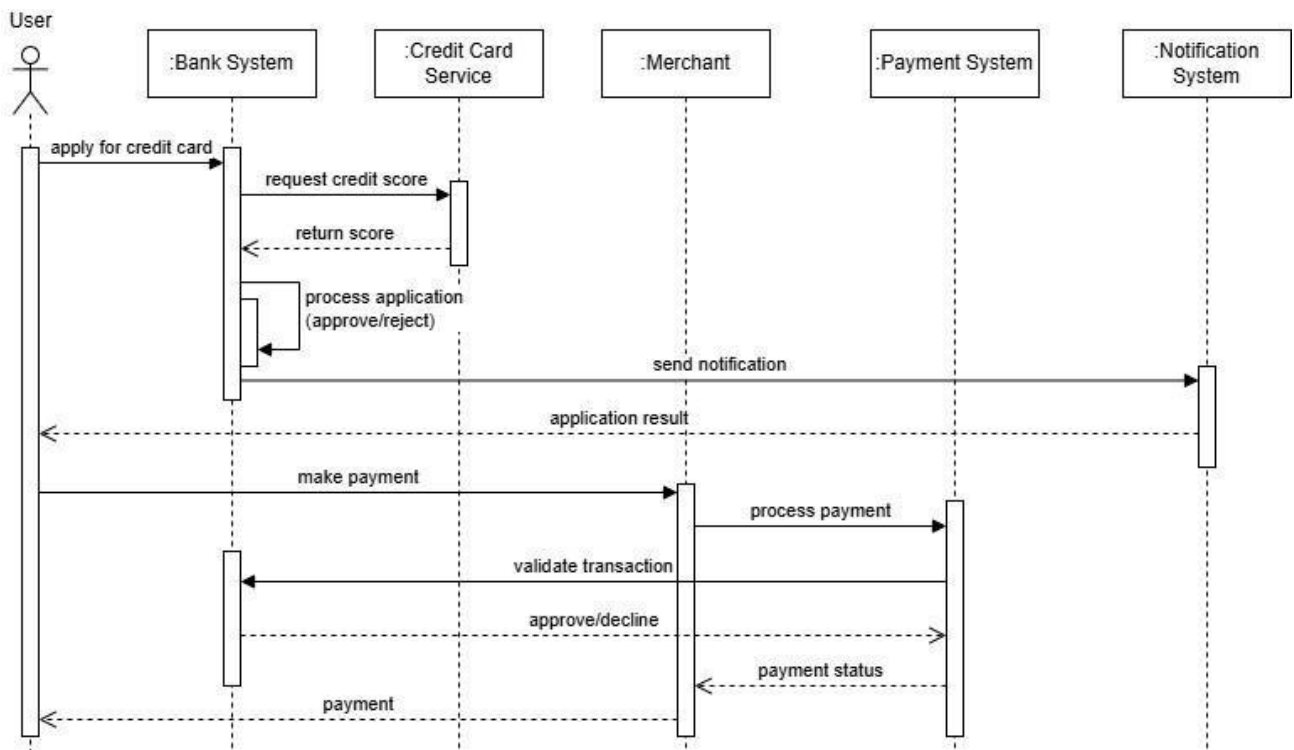 User
:Bank System
:Credit Card
Service
:Merchant
:Payment System
:Notification
System
apply for credit card
request credit score
return score
process application
(approve/reject)
send notification
application result
make payment
process payment
validate transaction
approve/decline
payment status
payment